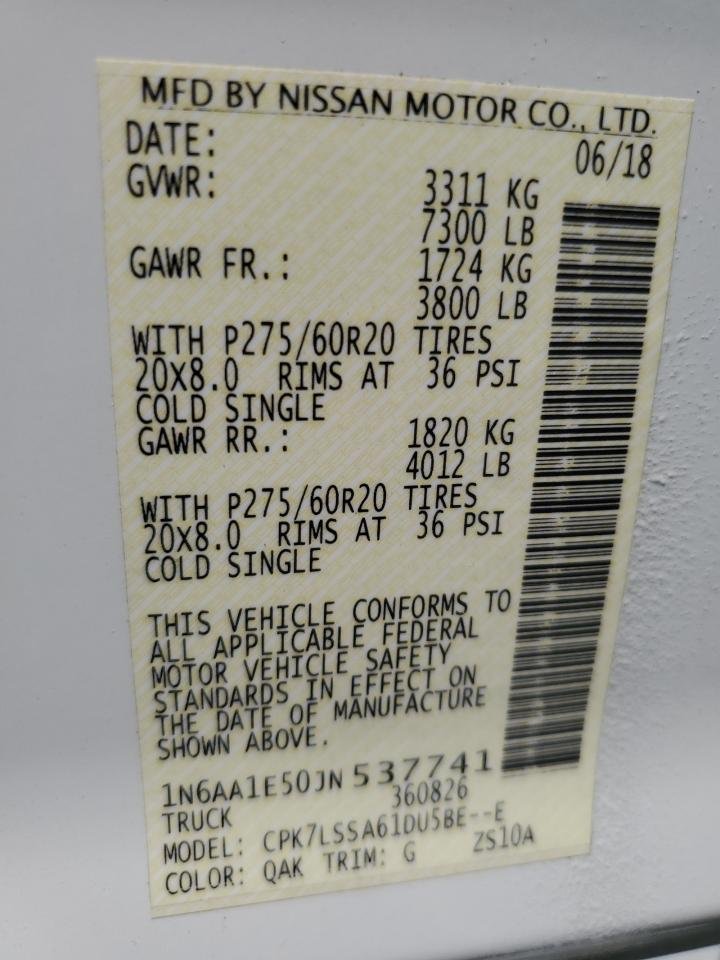 MFD BY NISSAN MOTOR CO., LTD.
DATE: 06/18
GVWR: 3311 KG
7300 LB
GAWR FR.: 1724 KG
3800 LB
WITH P275/60R20 TIRES
20X8.0 RIMS AT 36 PSI
COLD SINGLE
GAWR RR.: 1820 KG
4012 LB
WITH P275/60R20 TIRES
20X8.0 RIMS AT 36 PSI
COLD SINGLE
THIS VEHICLE CONFORMS TO
ALL APPLICABLE FEDERAL
MOTOR VEHICLE SAFETY
STANDARDS IN EFFECT ON
THE DATE OF MANUFACTURE
SHOWN ABOVE.
1N6AA1E50JN537741
TRUCK 360826
MODEL: CPK7LSSA61DU5BE--E
COLOR: QAK TRIM: G ZS10A